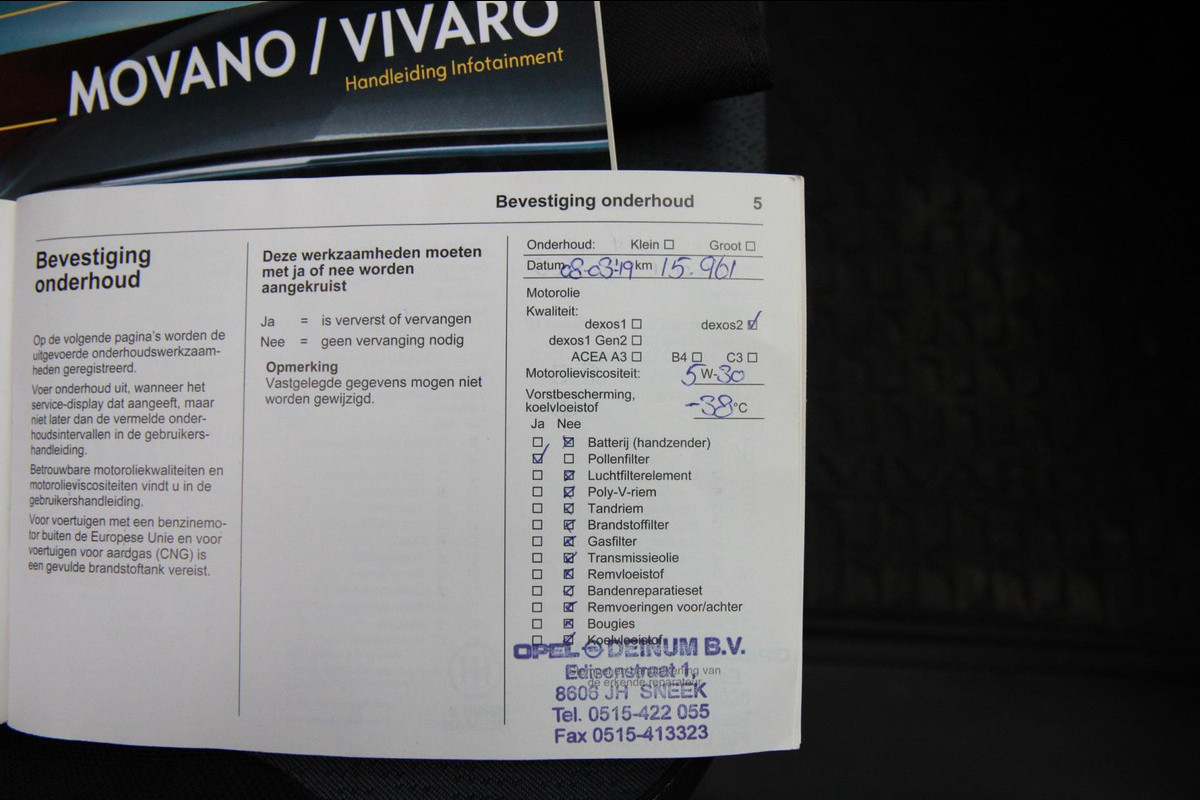 MOVANO / VIVARO
Handleiding Infotainment
Bevestiging onderhoud 5
Bevestiging
onderhoud
Op de volgende pagina's worden de
uitgevoerde onderhoudswerkzaam-
heden geregistreerd.
Voer onderhoud uit, wanneer het
service-display dat aangeeft, maar
niet later dan de vermelde onder-
houdsintervallen in de gebruikers-
handleiding.
Betrouwbare motoroliekwaliteiten en
motorolieviscositeiten vindt u in de
gebruikershandleiding.
Voor voertuigen met een benzinemo-
tor buiten de Europese Unie en voor
voertuigen voor aardgas (CNG) is
een gevulde brandstoftank vereist.
Deze werkzaamheden moeten
met ja of nee worden
aangekruist
Ja = is ververst of vervangen
Nee = geen vervanging nodig
Opmerking
Vastgelegde gegevens mogen niet
worden gewijzigd.
Onderhoud: Klein ☐ Groot ☐
Datum 08-03-19 km 15.961
Motorolie
Kwaliteit:
dexos1 ☐ dexos2 ☑
dexos1 Gen2 ☐
ACEA A3 ☐ B4 ☐ C3 ☐
Motorolieviscositeit: 5 W-30
Vorstbescherming,
koelvloeistof -38 °C
Ja Nee
☐ ☑ Batterij (handzender)
☑ ☐ Pollenfilter
☐ ☑ Luchtfilterelement
☐ ☑ Poly-V-riem
☐ ☑ Tandriem
☐ ☑ Brandstoffilter
☐ ☑ Gasfilter
☐ ☑ Transmissieolie
☐ ☑ Remvloeistof
☐ ☑ Bandenreparatieset
☐ ☑ Remvoeringen voor/achter
☐ ☑ Bougies
☐ ☑ Koelvloeistof
OPEL DEINUM B.V.
Edisonstraat 1,
van
de erkende reparateur
8606 JH SNEEK
Tel. 0515-422 055
Fax 0515-413323